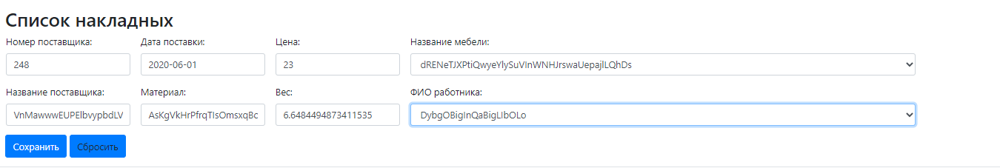 Список накладных
Номер поставщика: Дата поставки: Цена: Название мебели:
248 2020-06-01 23 dRENeTJXPtiQwyeYlySuVInWNHJrswaUepajlLQhDs
Название поставщика: Материал: Вес: ФИО работника:
VnMawwwEUPElbvypbdLV AsKgVkHrPfrqTIsOmsxqBc 6.6484494873411535 DybgOBigInQaBigLIbOLo
Сохранить Сбросить